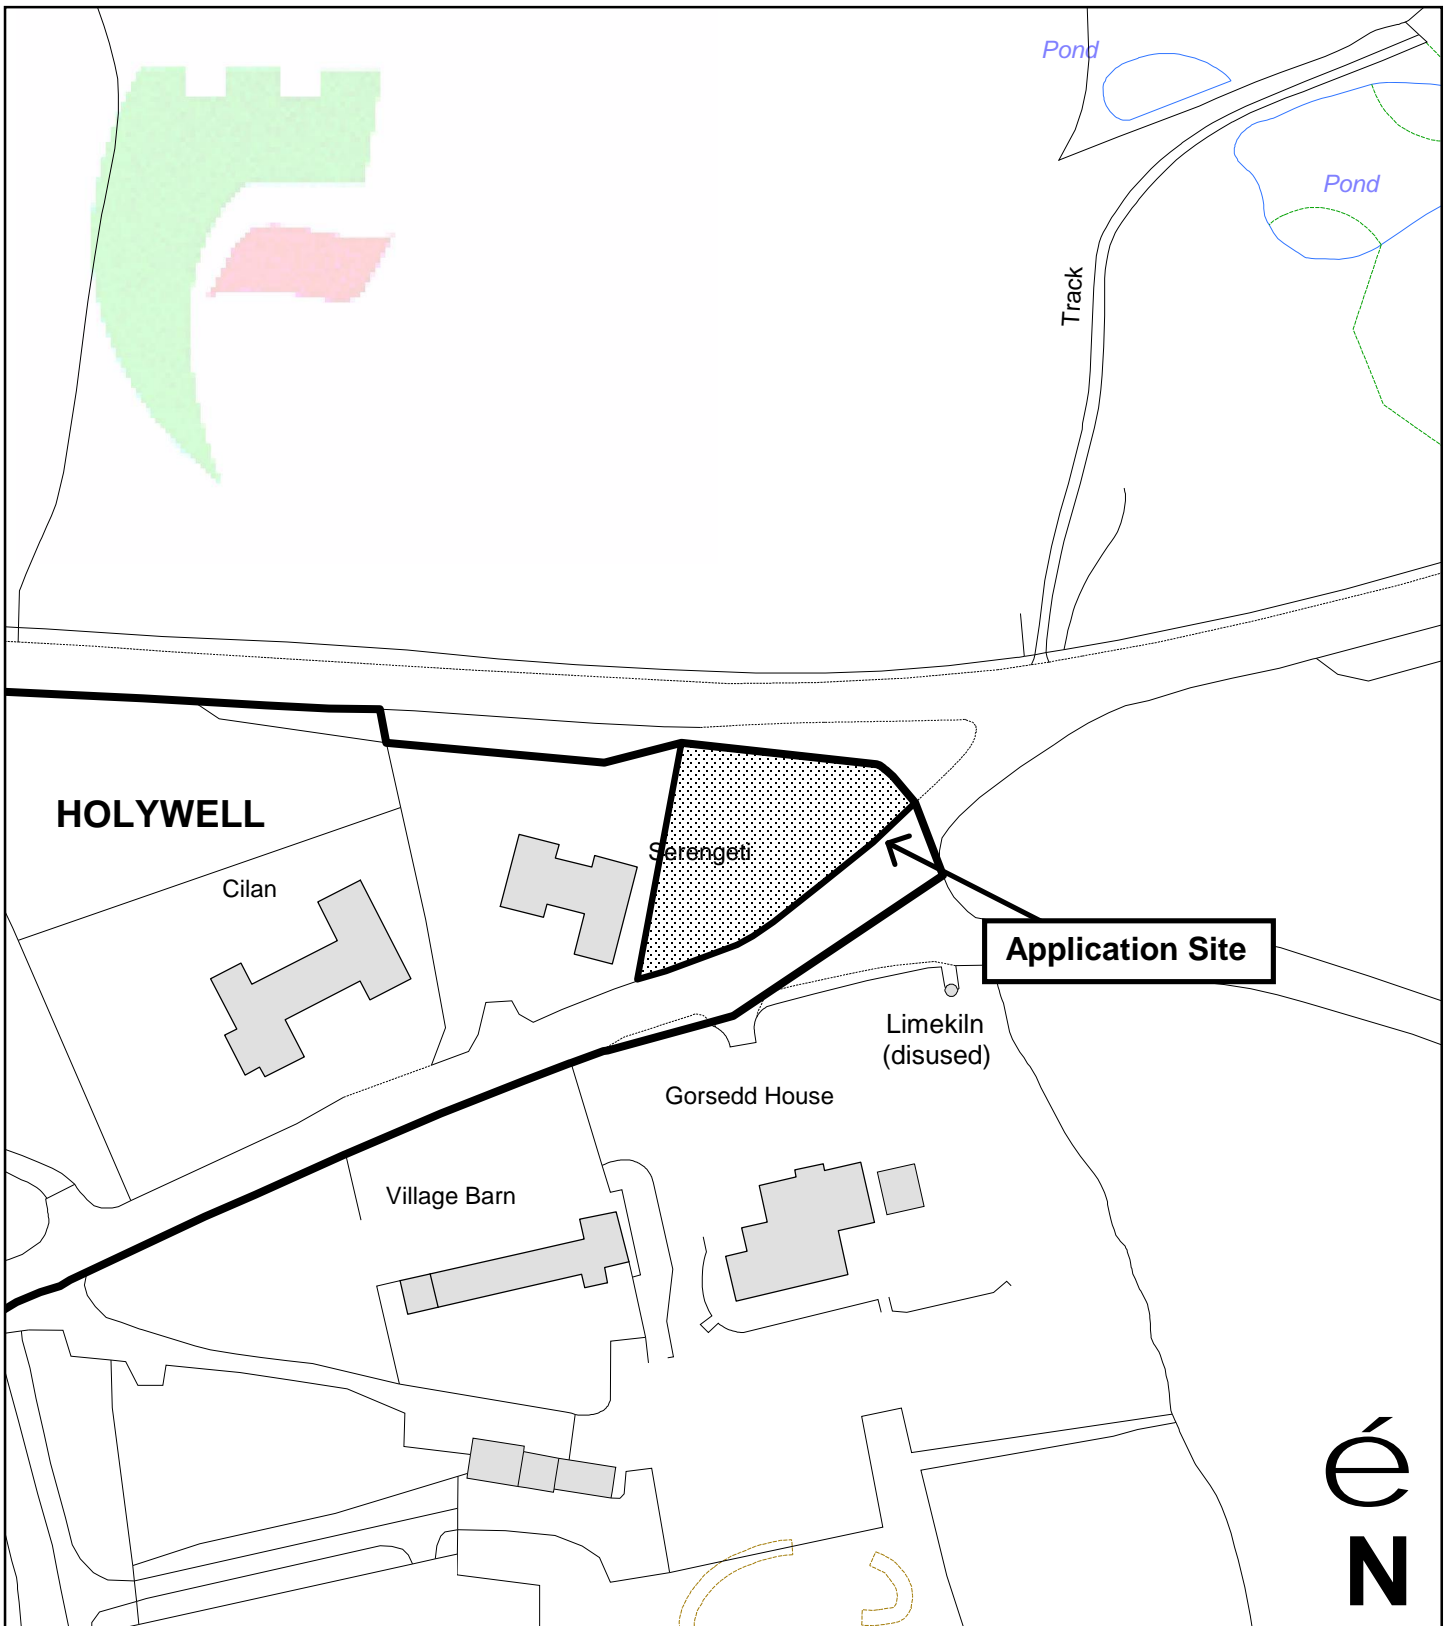 Pond
Pond
Track
HOLYWELL
Serengeti
Cilan
Application Site
Limekiln
(disused)
Gorsedd House
Village Barn
é
N